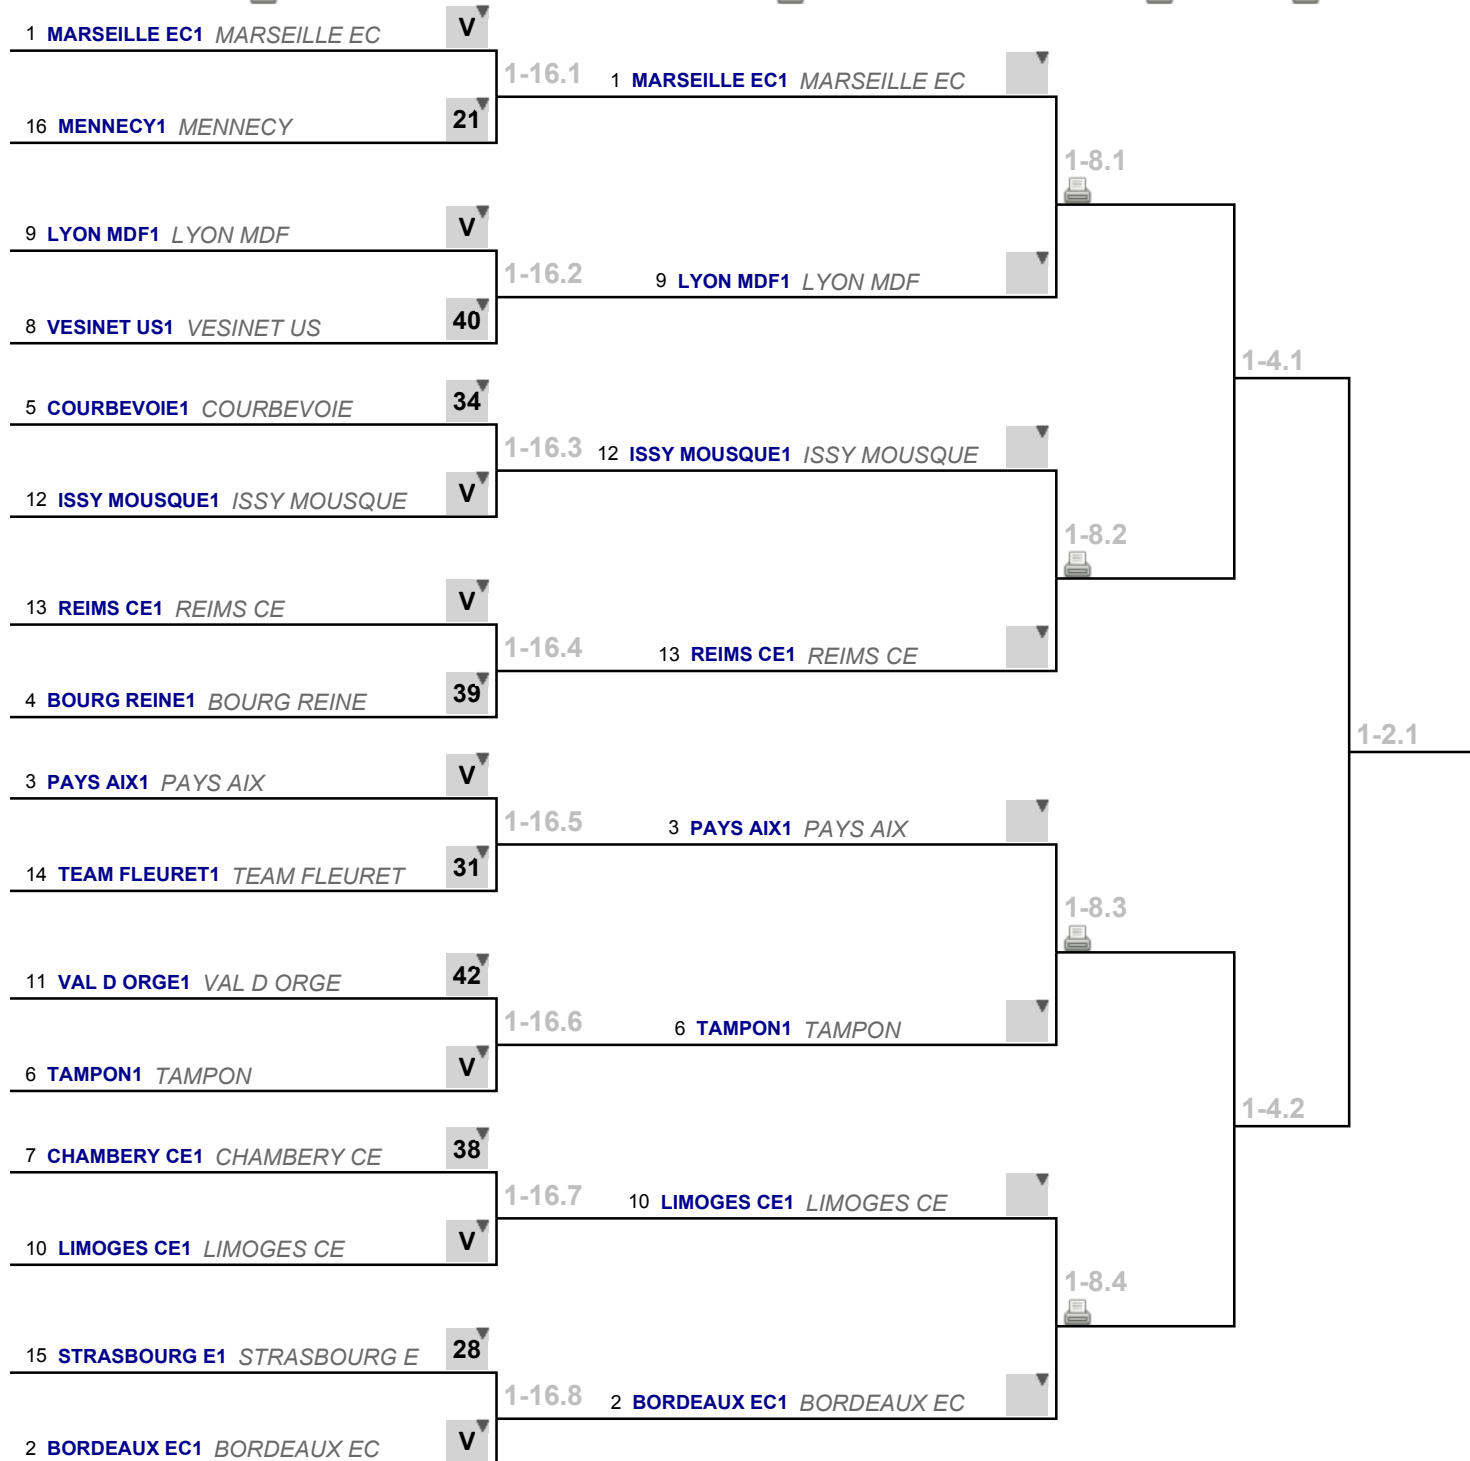 1 MARSEILLE EC1 MARSEILLE EC V
1-16.1 1 MARSEILLE EC1 MARSEILLE EC
16 MENNECY1 MENNECY 21
1-8.1
9 LYON MDF1 LYON MDF V
1-16.2 9 LYON MDF1 LYON MDF
8 VESINET US1 VESINET US 40
1-4.1
5 COURBEVOIE1 COURBEVOIE 34
1-16.3 12 ISSY MOUSQUE1 ISSY MOUSQUE
12 ISSY MOUSQUE1 ISSY MOUSQUE V
1-8.2
13 REIMS CE1 REIMS CE V
1-16.4 13 REIMS CE1 REIMS CE
4 BOURG REINE1 BOURG REINE 39
1-2.1
3 PAYS AIX1 PAYS AIX V
1-16.5 3 PAYS AIX1 PAYS AIX
14 TEAM FLEURET1 TEAM FLEURET 31
1-8.3
11 VAL D ORGE1 VAL D ORGE 42
1-16.6 6 TAMPON1 TAMPON
6 TAMPON1 TAMPON V
1-4.2
7 CHAMBERY CE1 CHAMBERY CE 38
1-16.7 10 LIMOGES CE1 LIMOGES CE
10 LIMOGES CE1 LIMOGES CE V
1-8.4
15 STRASBOURG E1 STRASBOURG E 28
1-16.8 2 BORDEAUX EC1 BORDEAUX EC
2 BORDEAUX EC1 BORDEAUX EC V